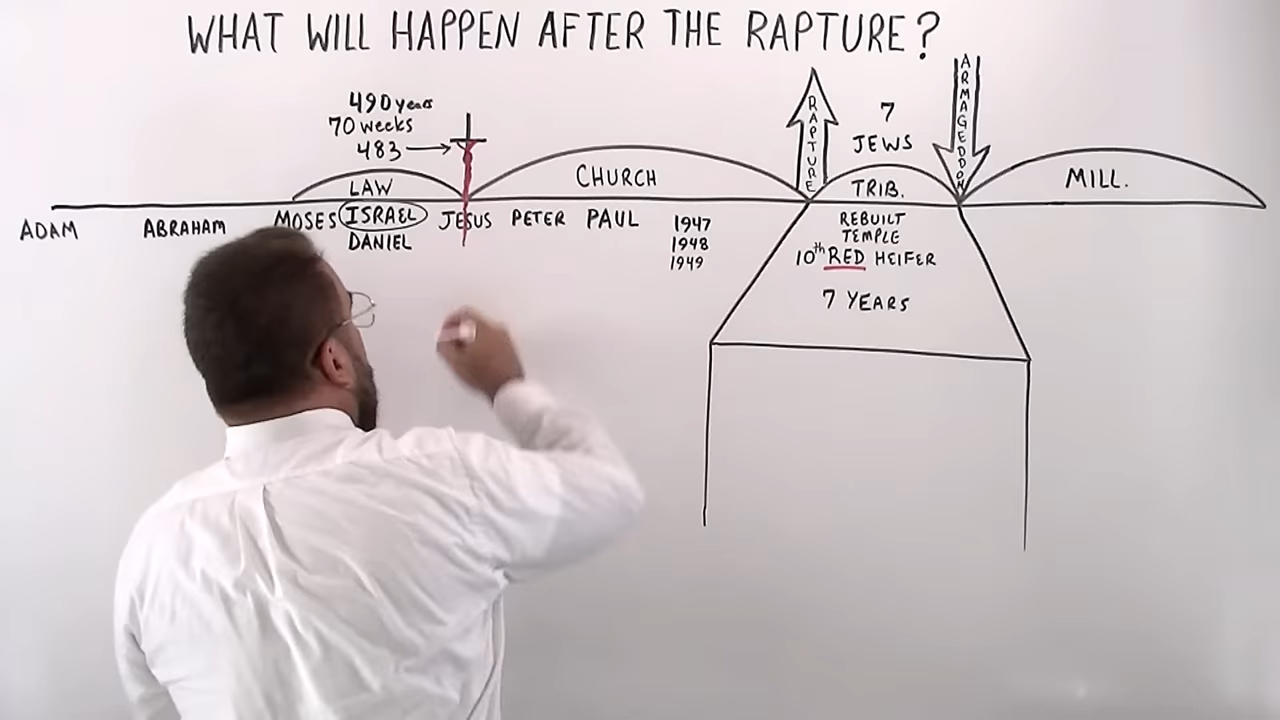 WHAT WILL HAPPEN AFTER THE RAPTURE?
490 years
70 weeks
483
LAW
CHURCH
RAPTURE
7
JEWS
TRIB.
ARMAGEDDON
MILL.
ADAM
ABRAHAM
MOSES ISRAEL
DANIEL
JESUS
PETER
PAUL
1947
1948
1949
REBUILT
TEMPLE
10th RED HEIFER
7 YEARS